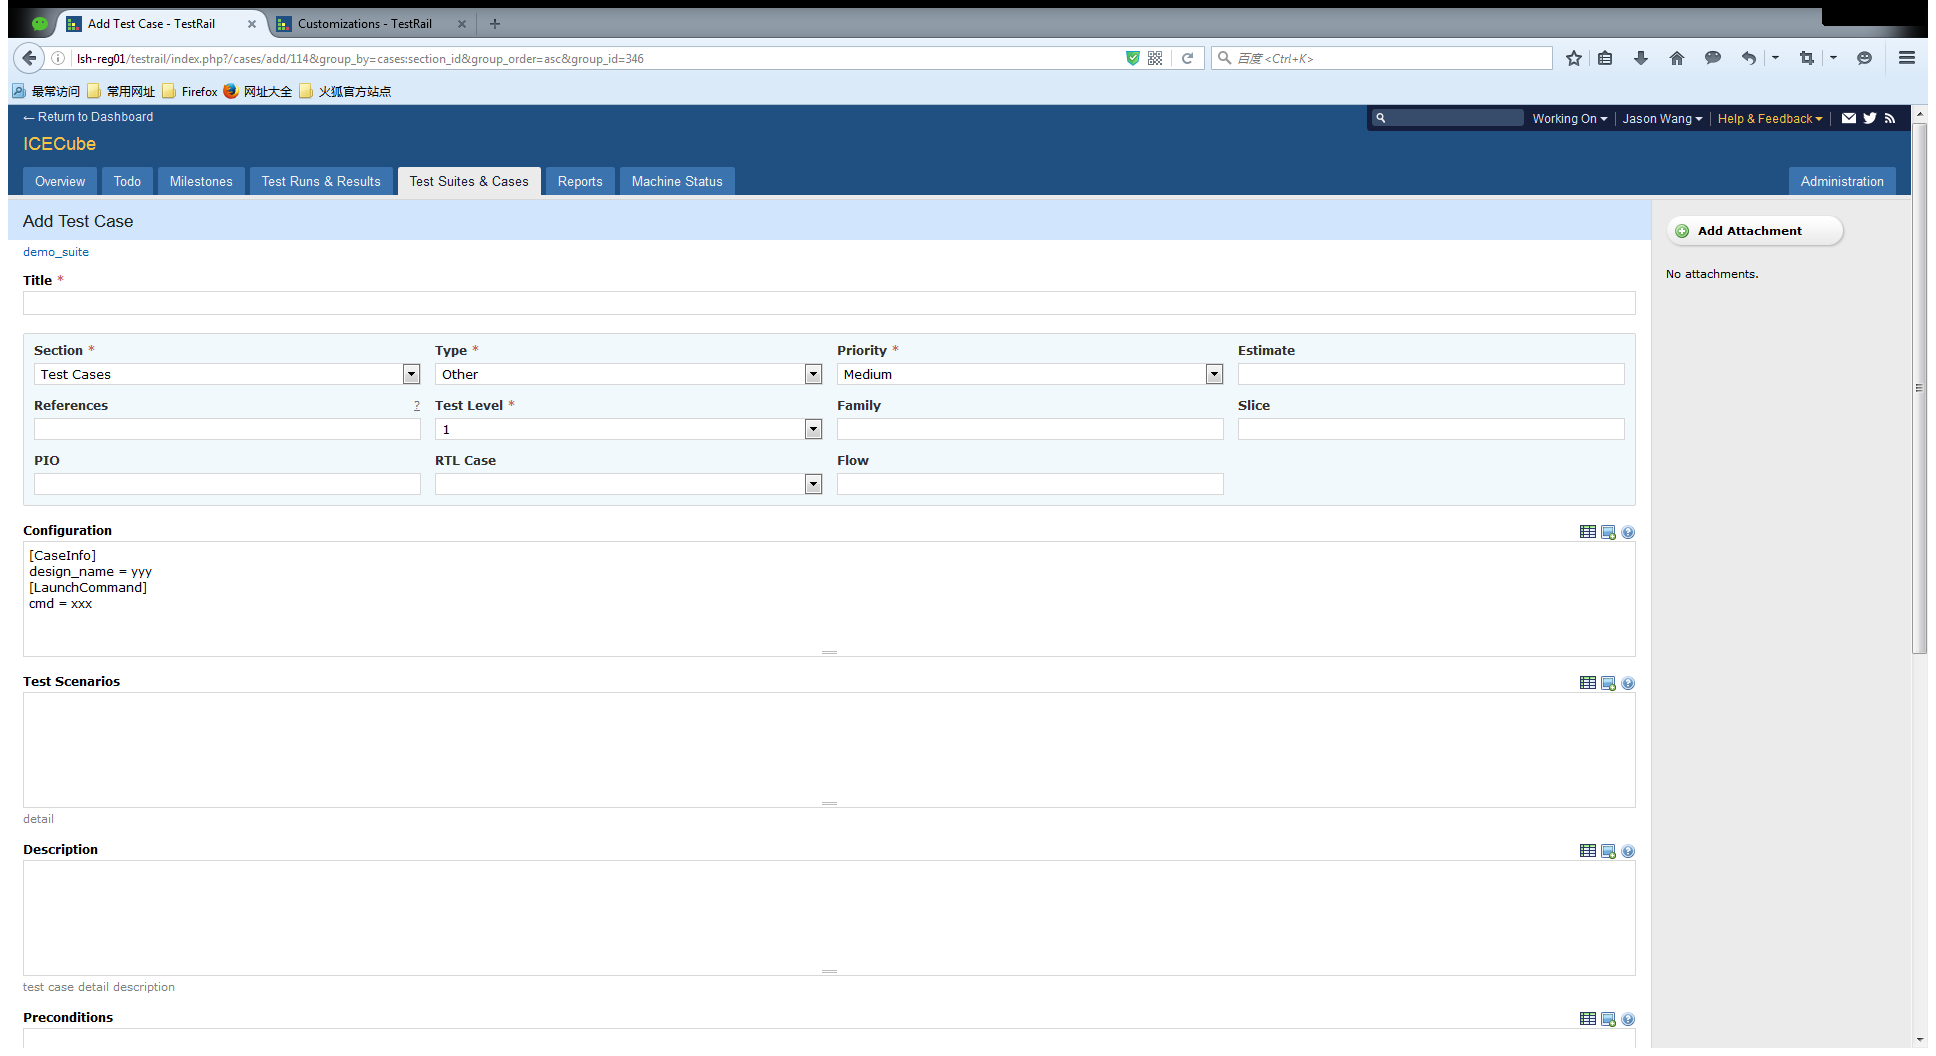 Add Test Case - TestRail
Customizations - TestRail
lsh-reg01/testrail/index.php?/cases/add/114&group_by=cases:section_id&group_order=asc&group_id=346
百度 <Ctrl+K>
最常访问 常用网址 Firefox 网址大全 火狐官方站点
← Return to Dashboard
Working On Jason Wang Help & Feedback
ICECube
Overview Todo Milestones Test Runs & Results Test Suites & Cases Reports Machine Status Administration
Add Test Case
Add Attachment
demo_suite
No attachments.
Title *
Section * Type * Priority * Estimate
Test Cases Other Medium
References ? Test Level * Family Slice
1
PIO RTL Case Flow
Configuration
[CaseInfo]
design_name = yyy
[LaunchCommand]
cmd = xxx
Test Scenarios
detail
Description
test case detail description
Preconditions